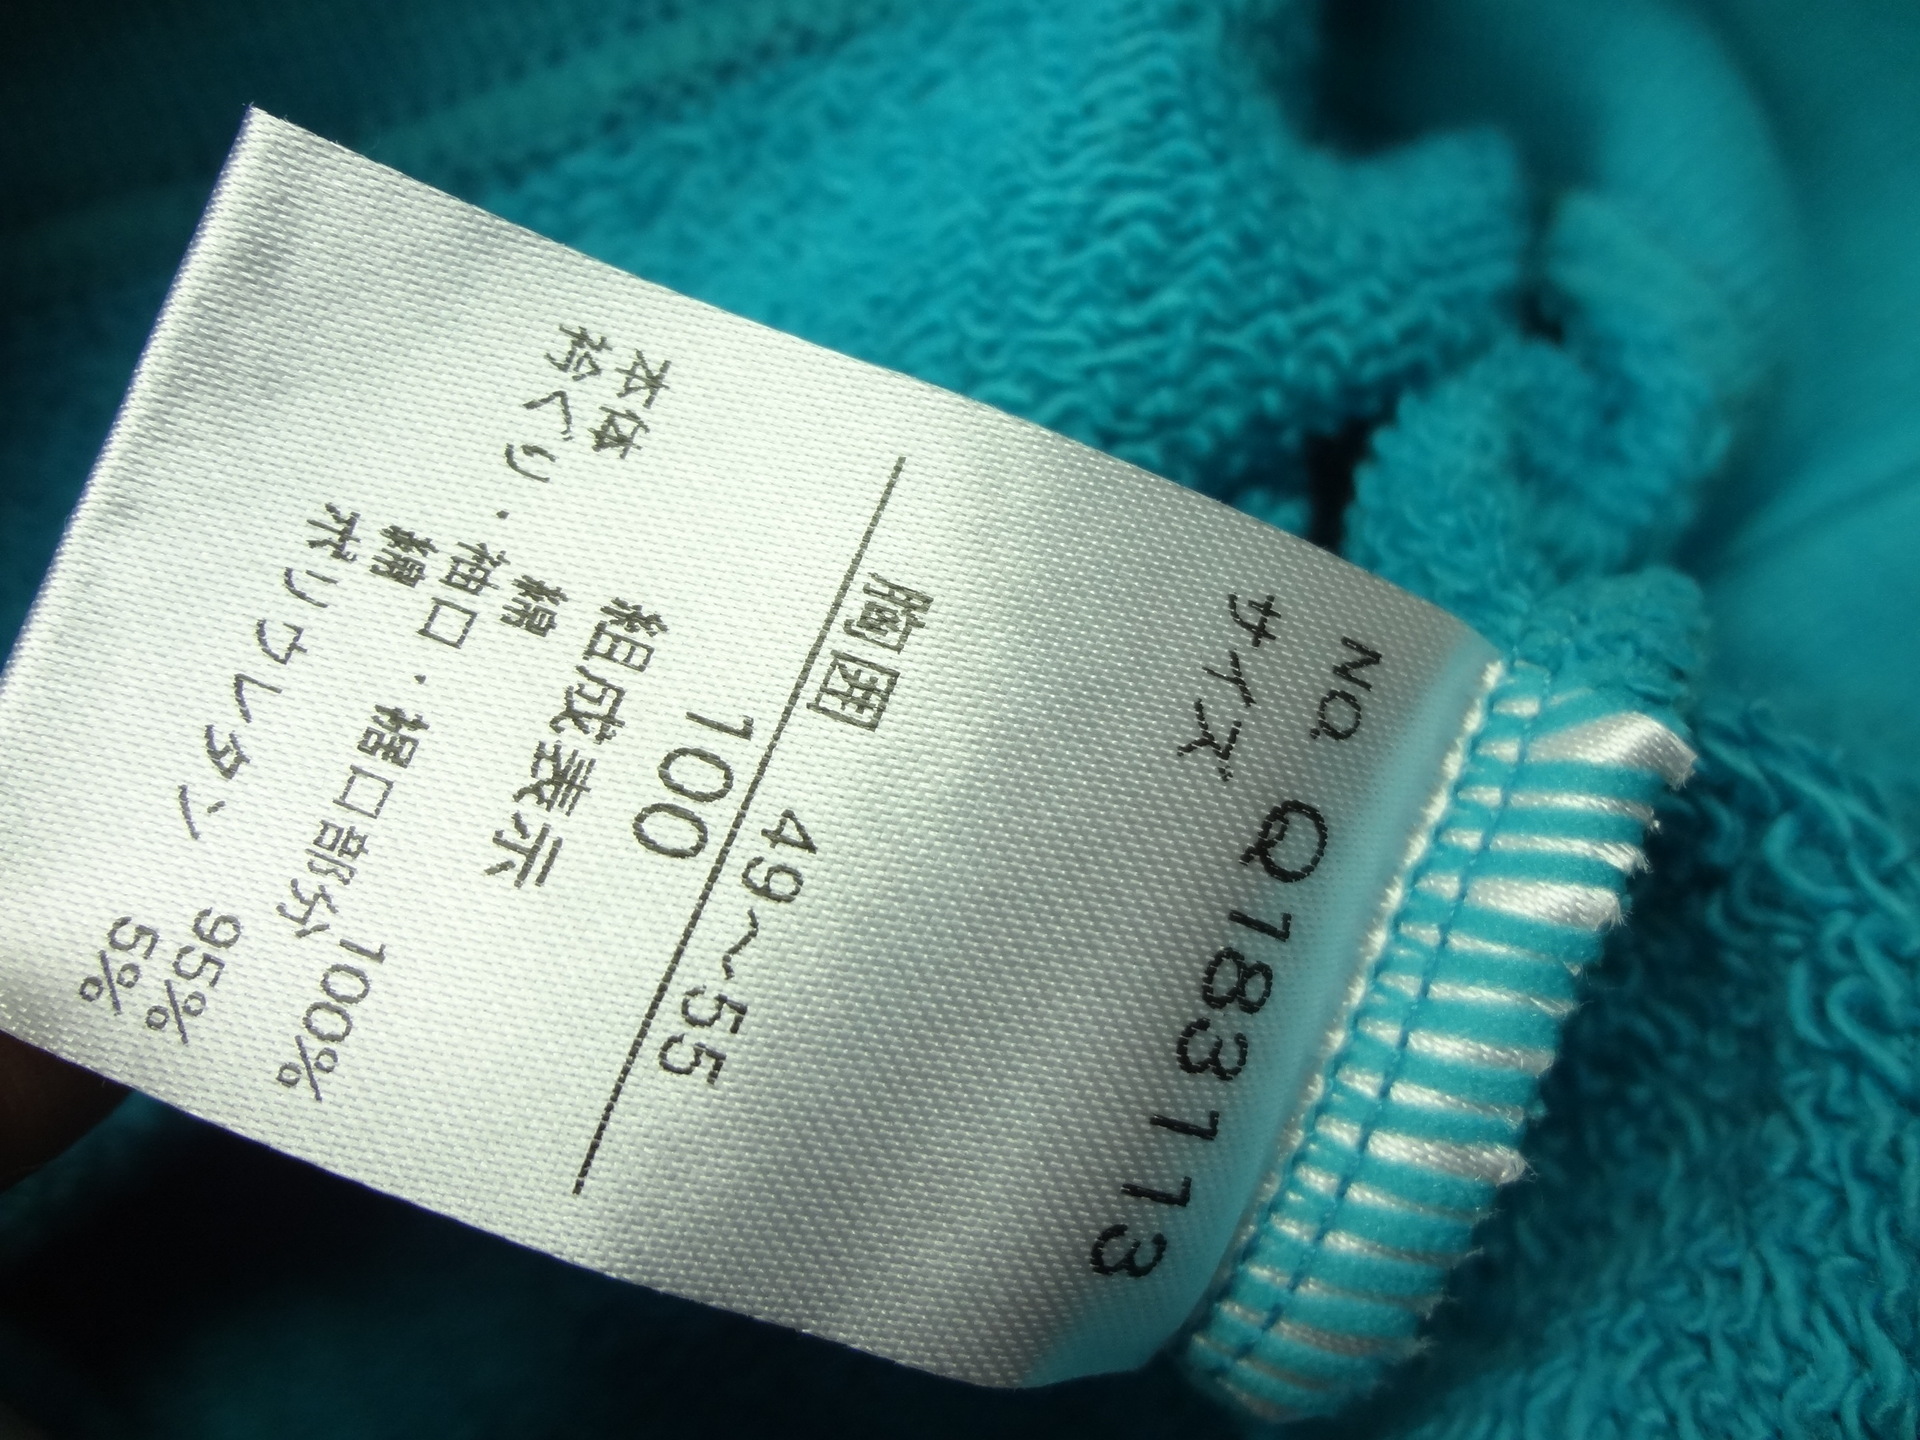 NO. Q183113
サイズ
胸囲 49～55
100
組成表示
本体
綿 100%
衿ぐり・袖口・裾口部分
綿 95%
ポリウレタン 5%